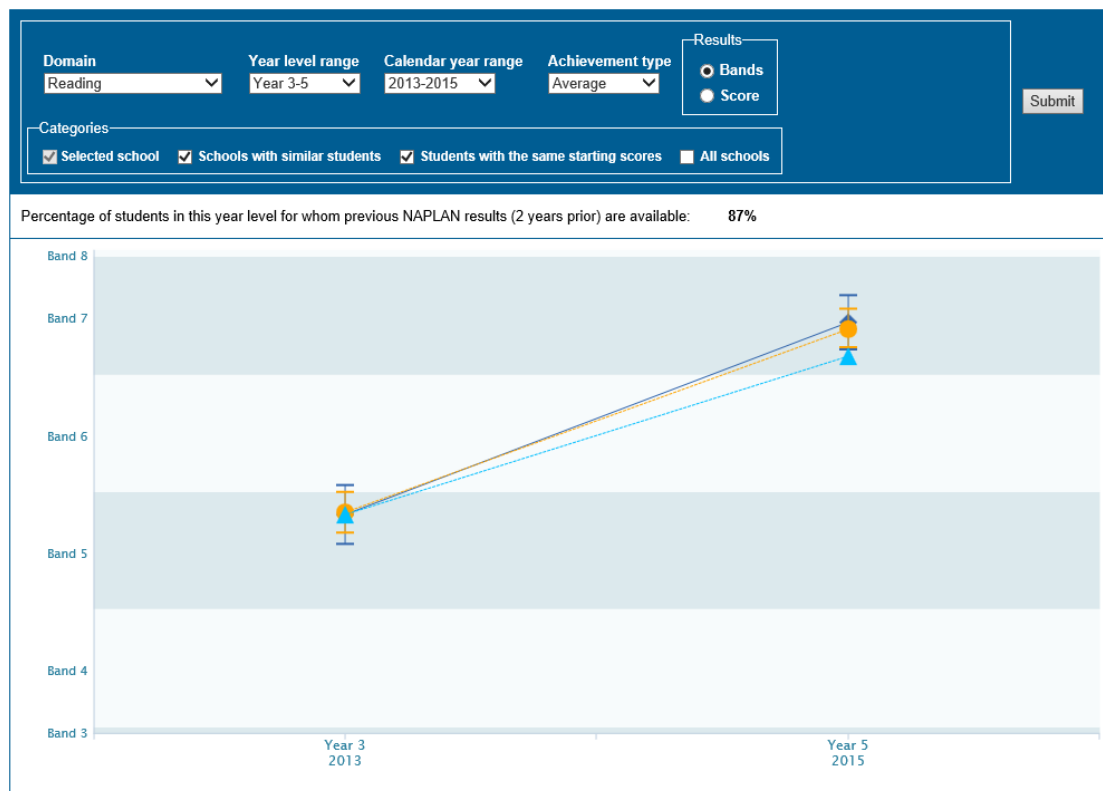 Domain
Reading
Year level range
Year 3-5
Calendar year range
2013-2015
Achievement type
Average
Results
Bands
Score
Submit
Categories
Selected school
Schools with similar students
Students with the same starting scores
All schools
Percentage of students in this year level for whom previous NAPLAN results (2 years prior) are available: 87%
Band 8
Band 7
Band 6
Band 5
Band 4
Band 3
Year 3
2013
Year 5
2015